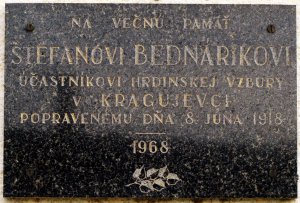 NA VEČNÚ PAMÄŤ
ŠTEFANOVI BEDNÁRIKOVI
ÚČASTNÍKOVI HRDINSKEJ VZBURY
V KRAGUJEVCI
POPRAVENÉMU DŇA 8. JÚNA 1918
1968